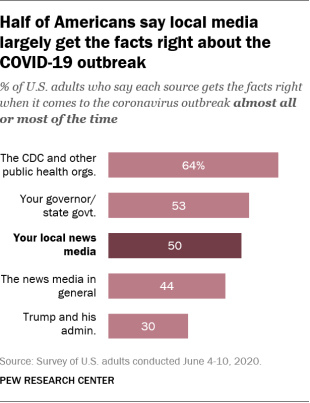 Half of Americans say local media
largely get the facts right about the
COVID-19 outbreak
% of U.S. adults who say each source gets the facts right
when it comes to the coronavirus outbreak almost all
or most of the time
The CDC and other
public health orgs.
64%
Your governor/
state govt.
53
Your local news
media
50
The news media in
general
44
Trump and his
admin.
30
Source: Survey of U.S. adults conducted June 4-10, 2020.
PEW RESEARCH CENTER